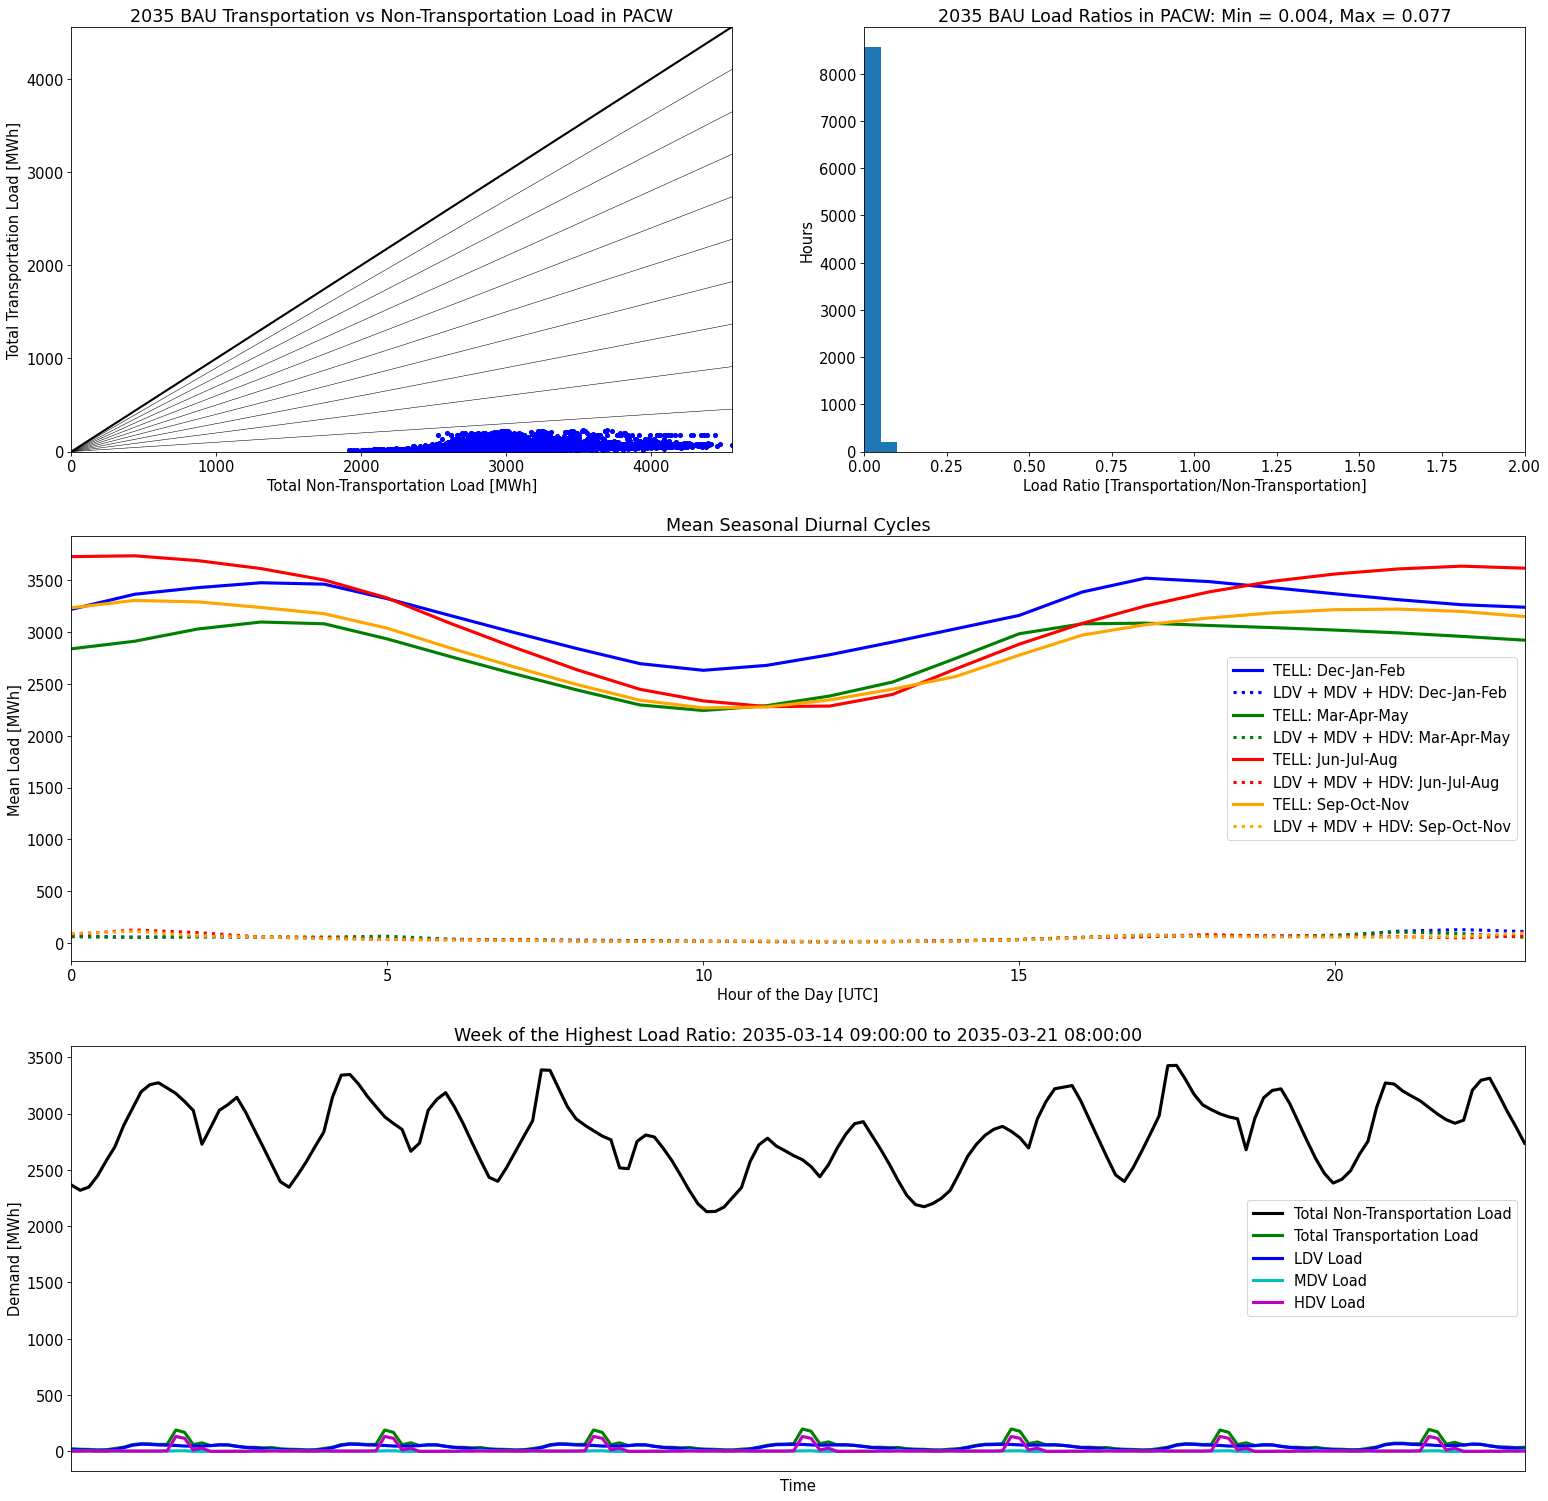 2035 BAU Transportation vs Non-Transportation Load in PACW
Total Transportation Load [MWh]
4000
3000
2000
1000
0
0 1000 2000 3000 4000
Total Non-Transportation Load [MWh]
2035 BAU Load Ratios in PACW: Min = 0.004, Max = 0.077
Hours
8000
7000
6000
5000
4000
3000
2000
1000
0
0.00 0.25 0.50 0.75 1.00 1.25 1.50 1.75 2.00
Load Ratio [Transportation/Non-Transportation]
Mean Seasonal Diurnal Cycles
Mean Load [MWh]
3500
3000
2500
2000
1500
1000
500
0
TELL: Dec-Jan-Feb
LDV + MDV + HDV: Dec-Jan-Feb
TELL: Mar-Apr-May
LDV + MDV + HDV: Mar-Apr-May
TELL: Jun-Jul-Aug
LDV + MDV + HDV: Jun-Jul-Aug
TELL: Sep-Oct-Nov
LDV + MDV + HDV: Sep-Oct-Nov
0 5 10 15 20
Hour of the Day [UTC]
Week of the Highest Load Ratio: 2035-03-14 09:00:00 to 2035-03-21 08:00:00
Demand [MWh]
3500
3000
2500
2000
1500
1000
500
0
Total Non-Transportation Load
Total Transportation Load
LDV Load
MDV Load
HDV Load
Time